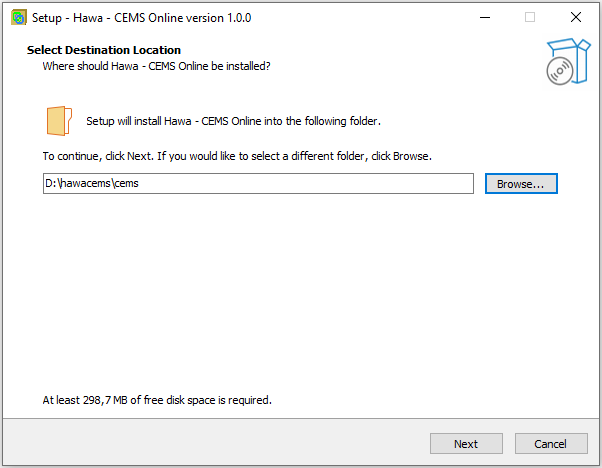 Setup - Hawa - CEMS Online version 1.0.0
Select Destination Location
Where should Hawa - CEMS Online be installed?
Setup will install Hawa - CEMS Online into the following folder.
To continue, click Next. If you would like to select a different folder, click Browse.
D:\hawacems\cems
Browse...
At least 298,7 MB of free disk space is required.
Next
Cancel